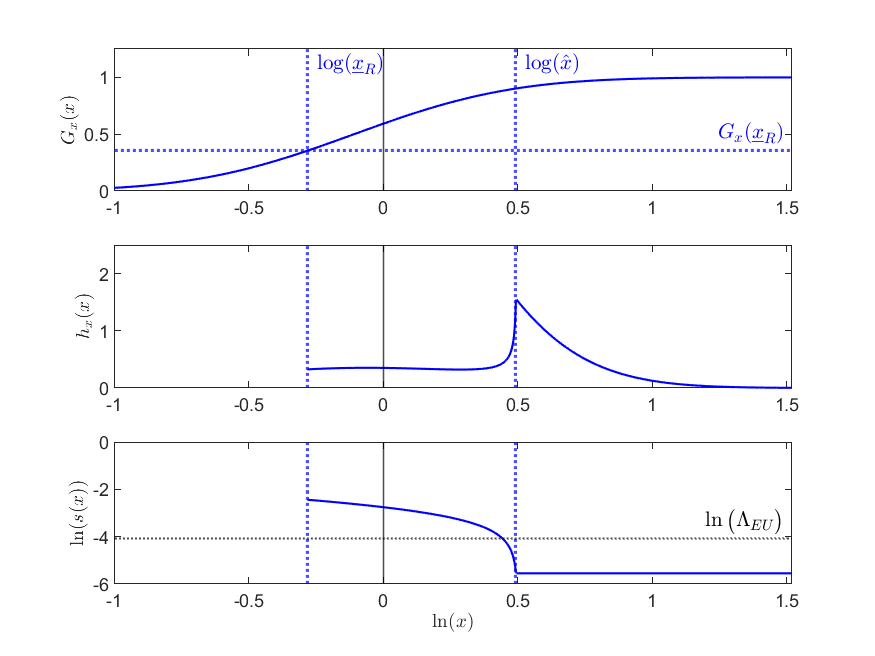 log(x_R)
log(x̂)
G_x(x)
1
0.5
0
G_x(x_R)
-1 -0.5 0 0.5 1 1.5
h_x(x)
2
1
0
-1 -0.5 0 0.5 1 1.5
ln(s(x))
0
-2
-4
-6
ln(Λ_EU)
-1 -0.5 0 0.5 1 1.5
ln(x)